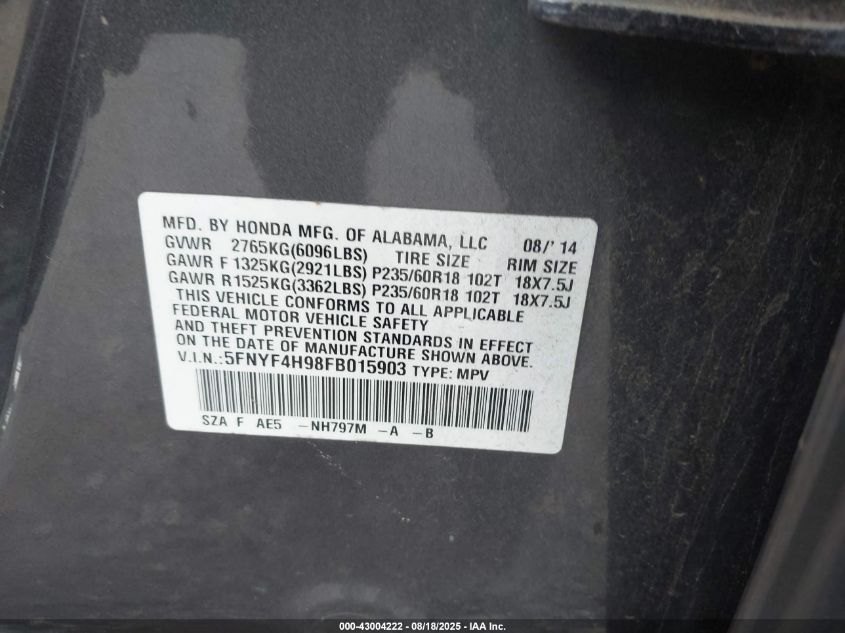 MFD. BY HONDA MFG. OF ALABAMA, LLC 08/' 14
GVWR 2765KG(6096LBS) TIRE SIZE RIM SIZE
GAWR F 1325KG(2921LBS) P235/60R18 102T 18X7.5J
GAWR R1525KG(3362LBS) P235/60R18 102T 18X7.5J
THIS VEHICLE CONFORMS TO ALL APPLICABLE
FEDERAL MOTOR VEHICLE SAFETY
AND THEFT PREVENTION STANDARDS IN EFFECT
ON THE DATE OF MANUFACTURE SHOWN ABOVE.
V.I.N.:5FNYF4H98FB015903 TYPE: MPV
SZA F AE5 -NH797M -A -B
000-43004222 - 08/18/2025 - IAA Inc.